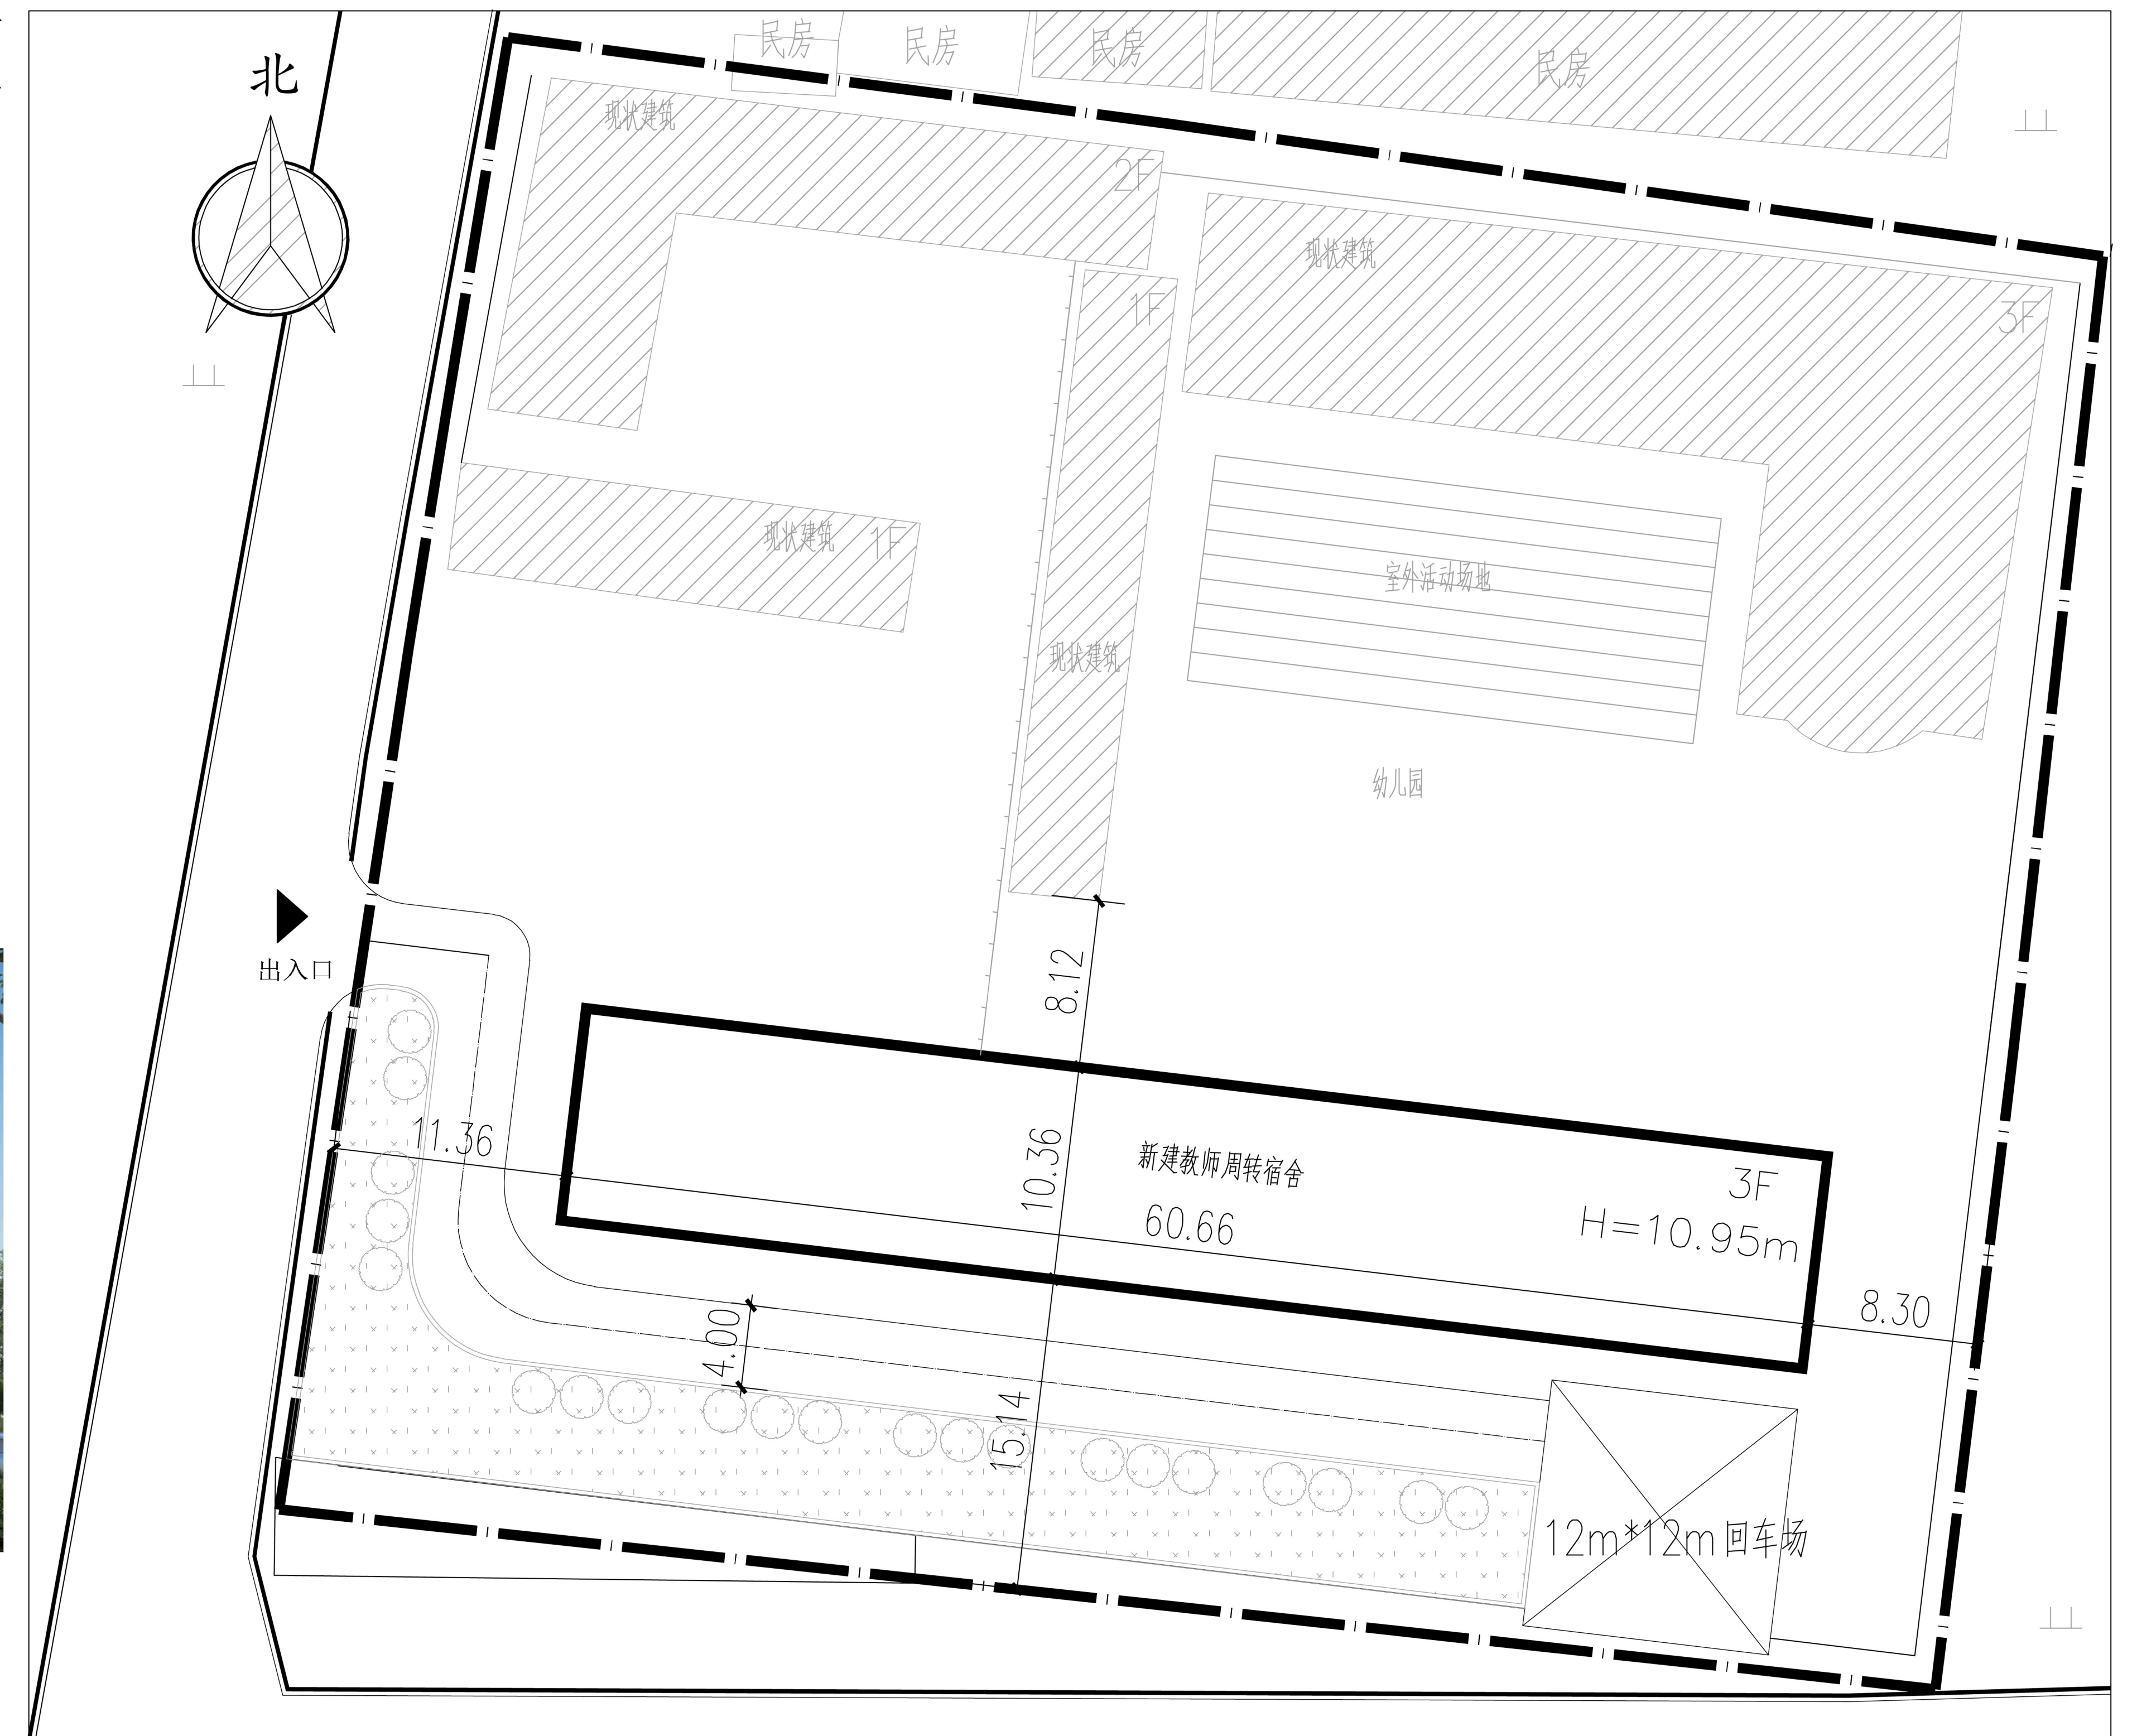 北
民房
民房
民房
民房
现状建筑
2F
现状建筑
3F
1F
现状建筑
1F
室外活动场地
现状建筑
幼儿园
出入口
8.12
11.36
10.36
新建教师周转宿舍
3F
60.66
H=10.95m
8.30
4.00
15.14
12m*12m回车场